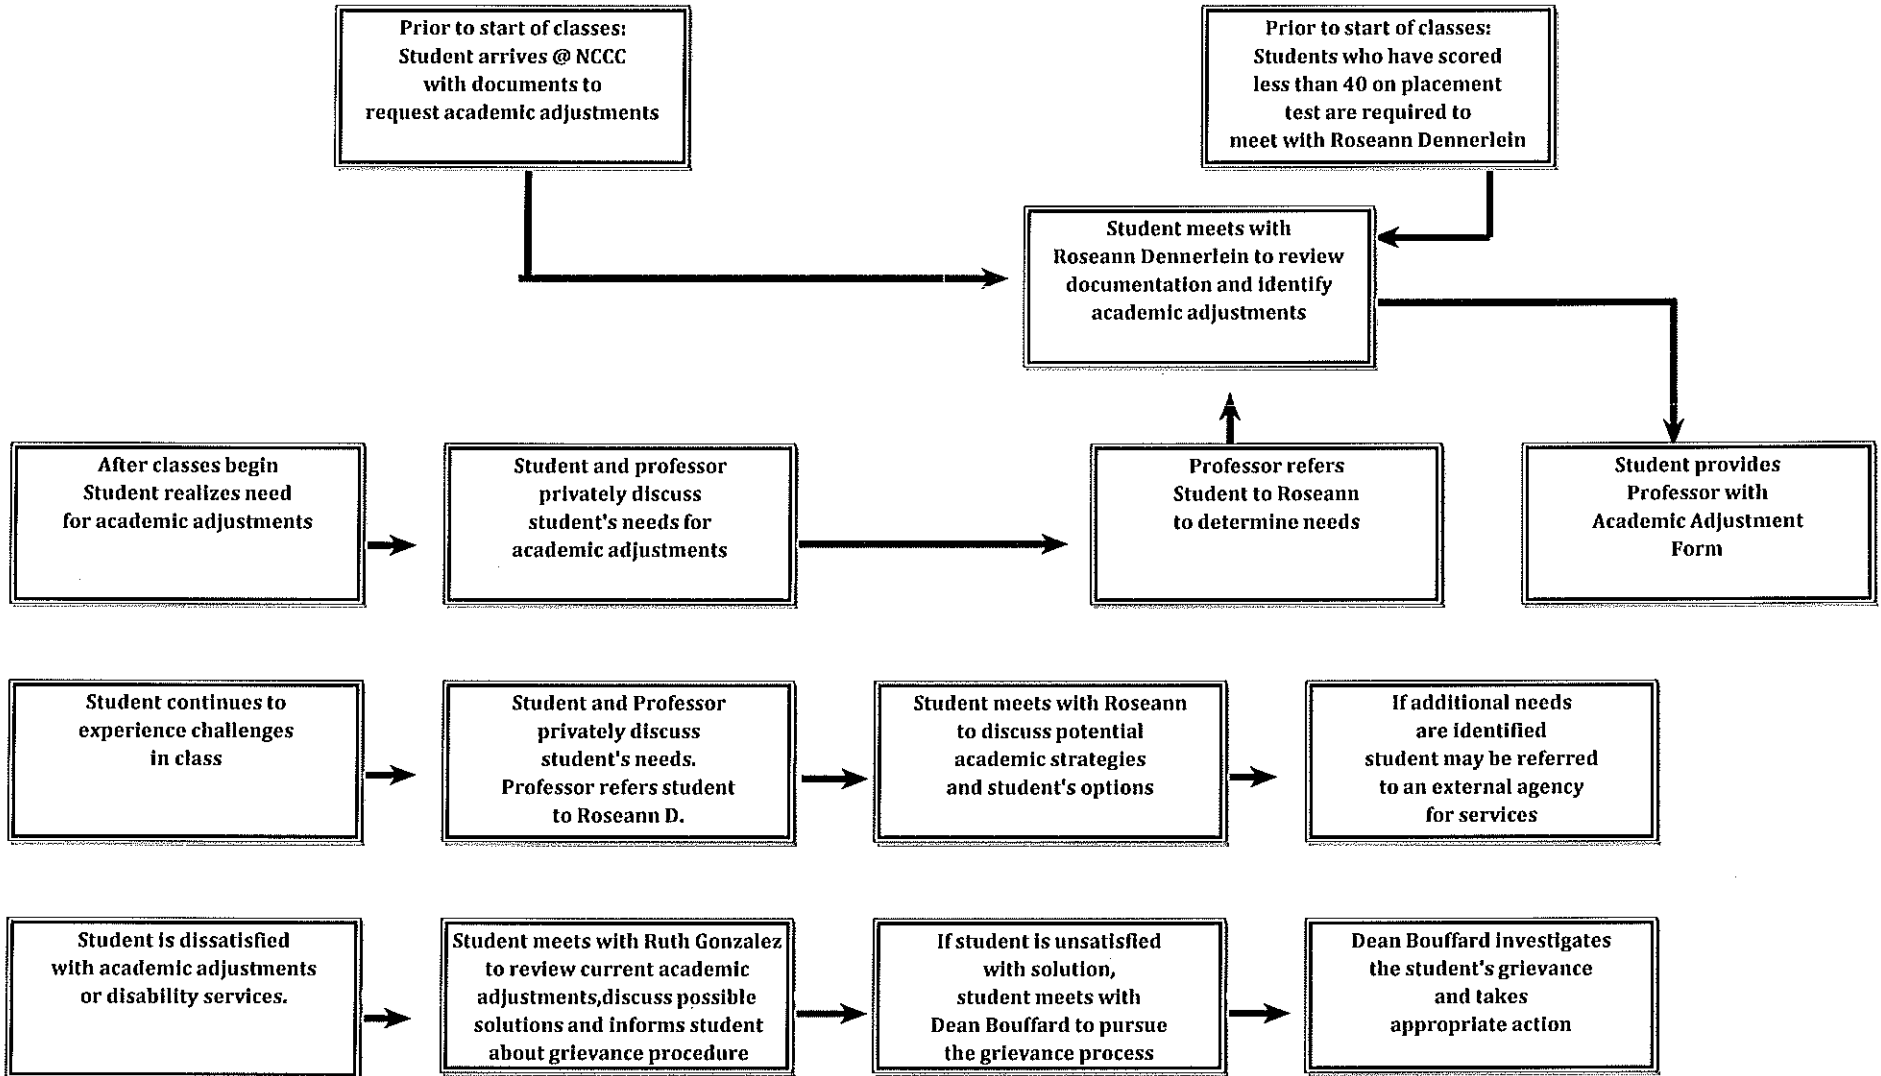 Prior to start of classes:
Student arrives @ NCCC
with documents to
request academic adjustments
Prior to start of classes:
Students who have scored
less than 40 on placement
test are required to
meet with Roseann Dennerlein
Student meets with
Roseann Dennerlein to review
documentation and identify
academic adjustments
After classes begin
Student realizes need
for academic adjustments
Student and professor
privately discuss
student's needs for
academic adjustments
Professor refers
Student to Roseann
to determine needs
Student provides
Professor with
Academic Adjustment
Form
Student continues to
experience challenges
in class
Student and Professor
privately discuss
student's needs.
Professor refers student
to Roseann D.
Student meets with Roseann
to discuss potential
academic strategies
and student's options
If additional needs
are identified
student may be referred
to an external agency
for services
Student is dissatisfied
with academic adjustments
or disability services.
Student meets with Ruth Gonzalez
to review current academic
adjustments,discuss possible
solutions and informs student
about grievance procedure
If student is unsatisfied
with solution,
student meets with
Dean Bouffard to pursue
the grievance process
Dean Bouffard investigates
the student's grievance
and takes
appropriate action